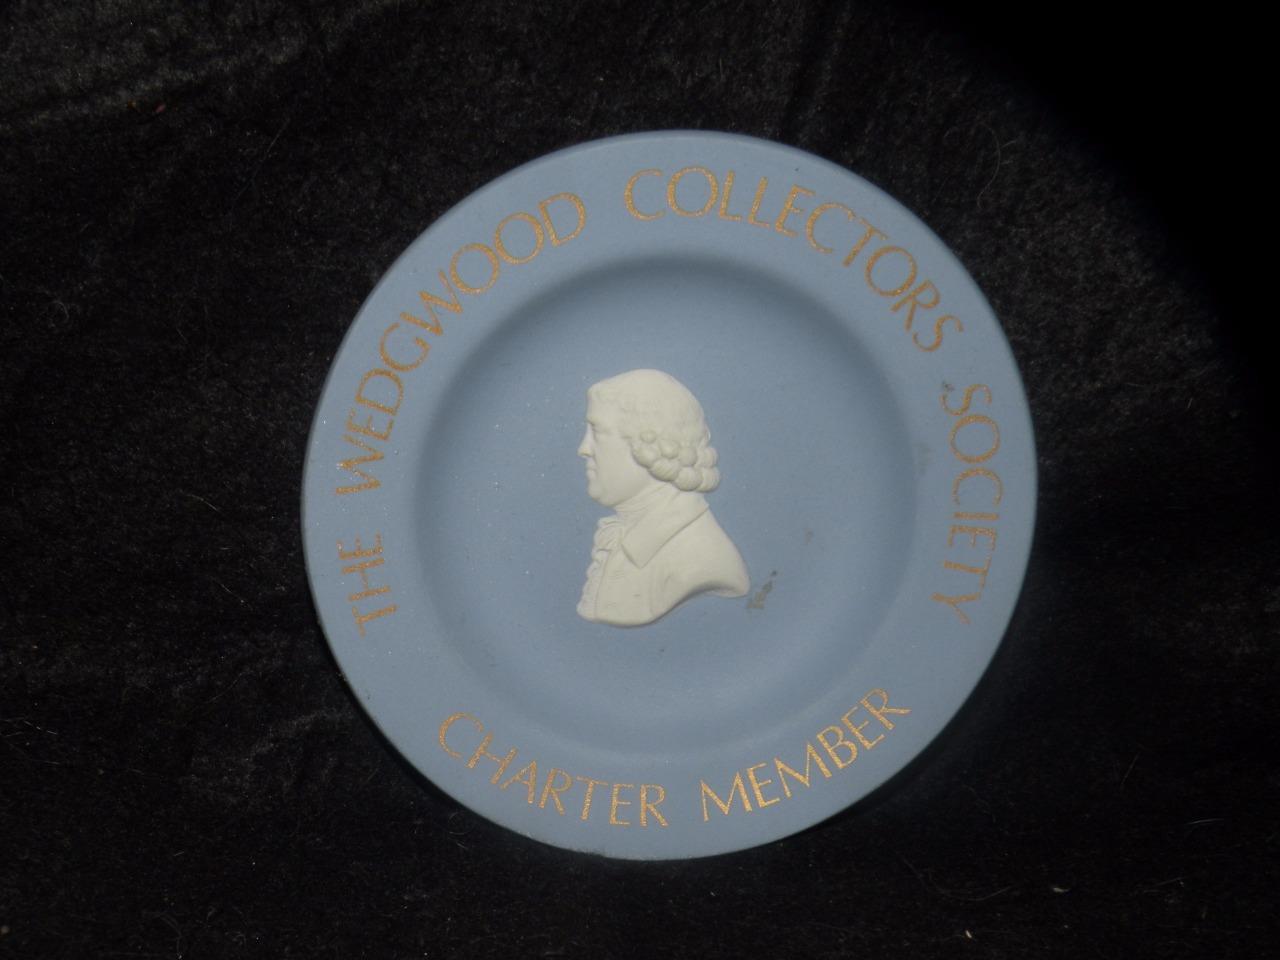 THE WEDGWOOD COLLECTORS SOCIETY
CHARTER MEMBER